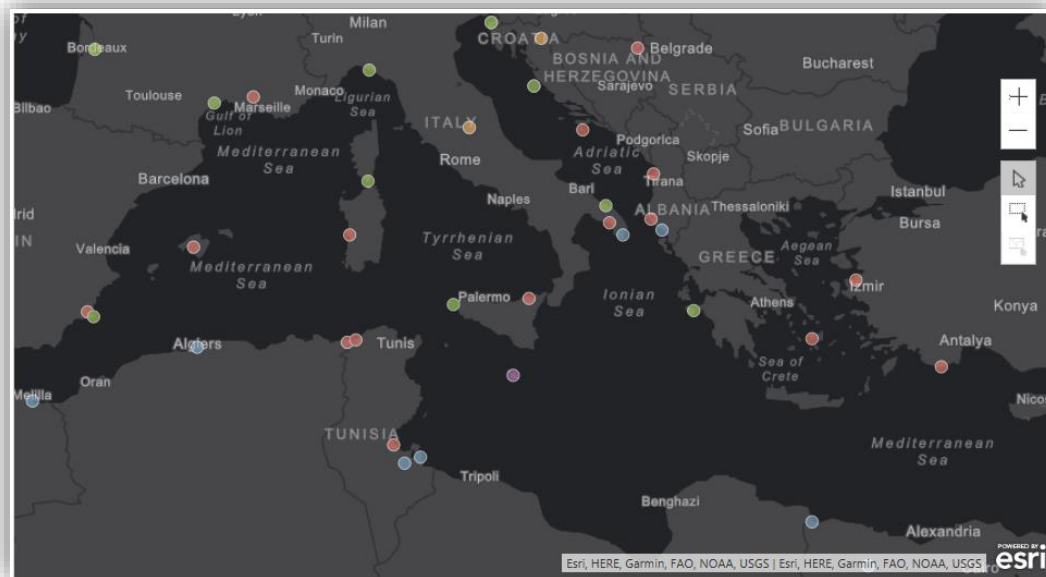 Milan
Turin
CROATIA
Belgrade
BOSNIA AND
HERZEGOVINA
Bucharest
Bordeaux
Toulouse
Monaco
Ligurian
Sea
Sarajevo
SERBIA
Bilbao
Marseille
Gulf of
Lion
ITALY
Podgorica
Sofia
BULGARIA
Mediterranean
Sea
Rome
Adriatic
Sea
Skopje
Barcelona
Bari
Tirana
Istanbul
Naples
ALBANIA
Thessaloniki
Bursa
Valencia
Tyrrhenian
Sea
Aegean
Sea
GREECE
Mediterranean
Sea
Palermo
Ionian
Sea
Athens
Izmir
Konya
Algiers
Tunis
Antalya
Oran
Sea of
Crete
Melilla
TUNISIA
Mediterranean
Sea
Tripoli
Benghazi
Alexandria
Esri, HERE, Garmin, FAO, NOAA, USGS | Esri, HERE, Garmin, FAO, NOAA, USGS
POWERED BY
esri